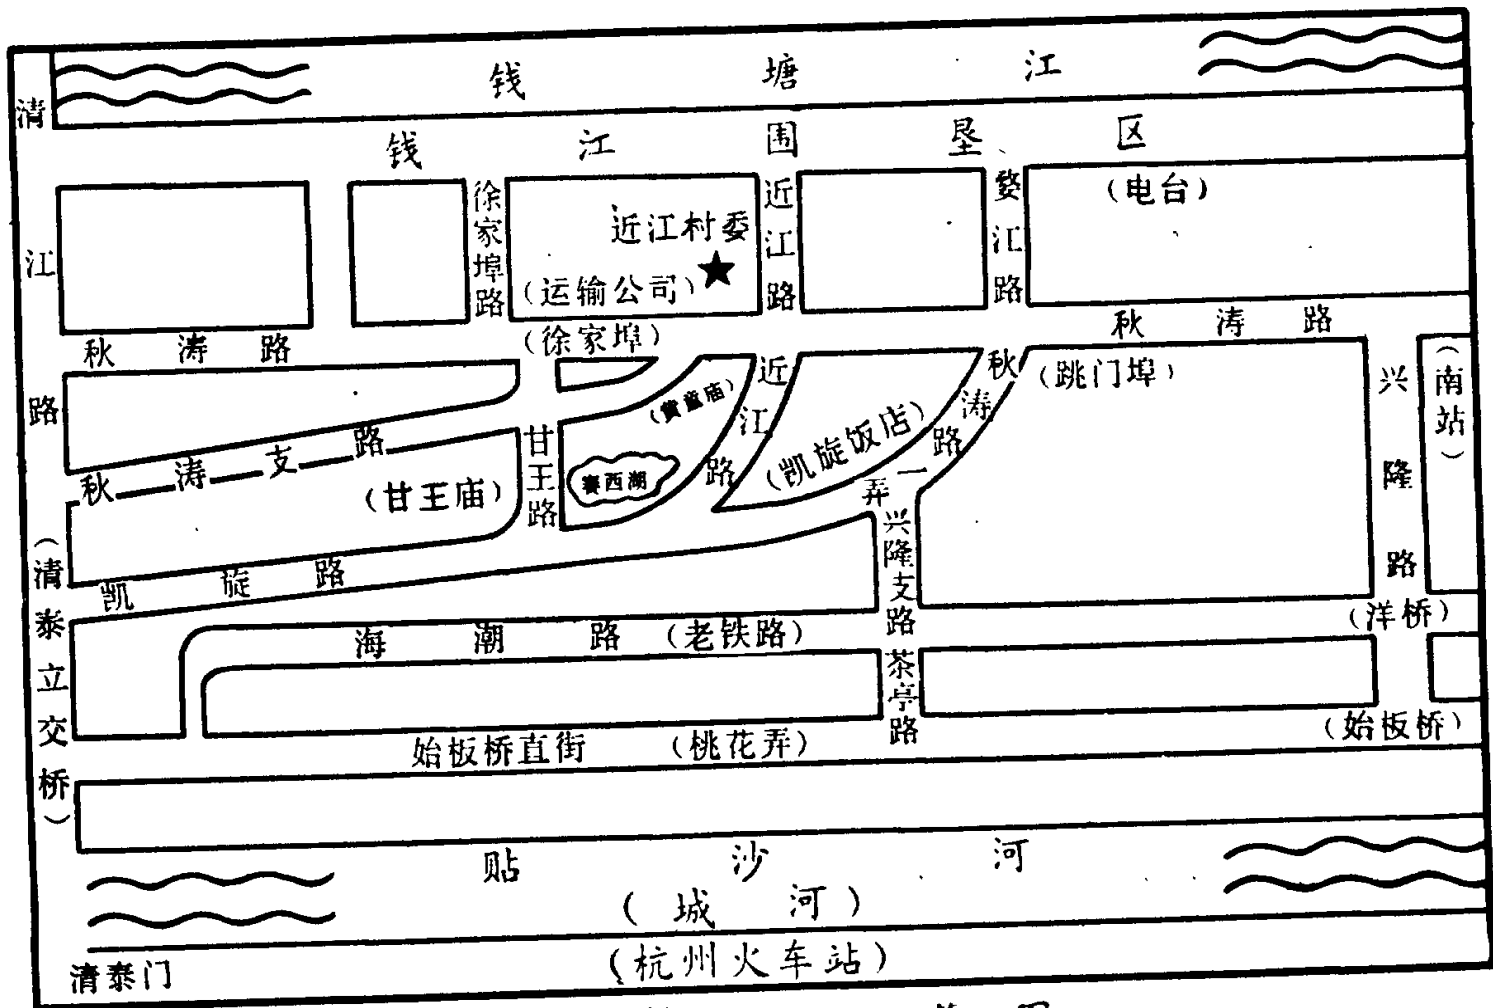 钱塘江
钱江围垦区
清江路
(清泰立交桥)
徐家埠路
近江村委
(运输公司)
近江路
婺江路
(电台)
秋涛路
(徐家埠)
秋涛路
(跳门埠)
兴隆路
(南站)
秋涛支路
(甘王庙)
甘王路
(黄童庙)
赛西湖
近江路
(凯旋饭店)
秋涛路一弄
凯旋路
兴隆支路
海潮路(老铁路)
(洋桥)
茶亭路
始板桥直街(桃花弄)
(始板桥)
贴沙河
(城河)
(杭州火车站)
清泰门